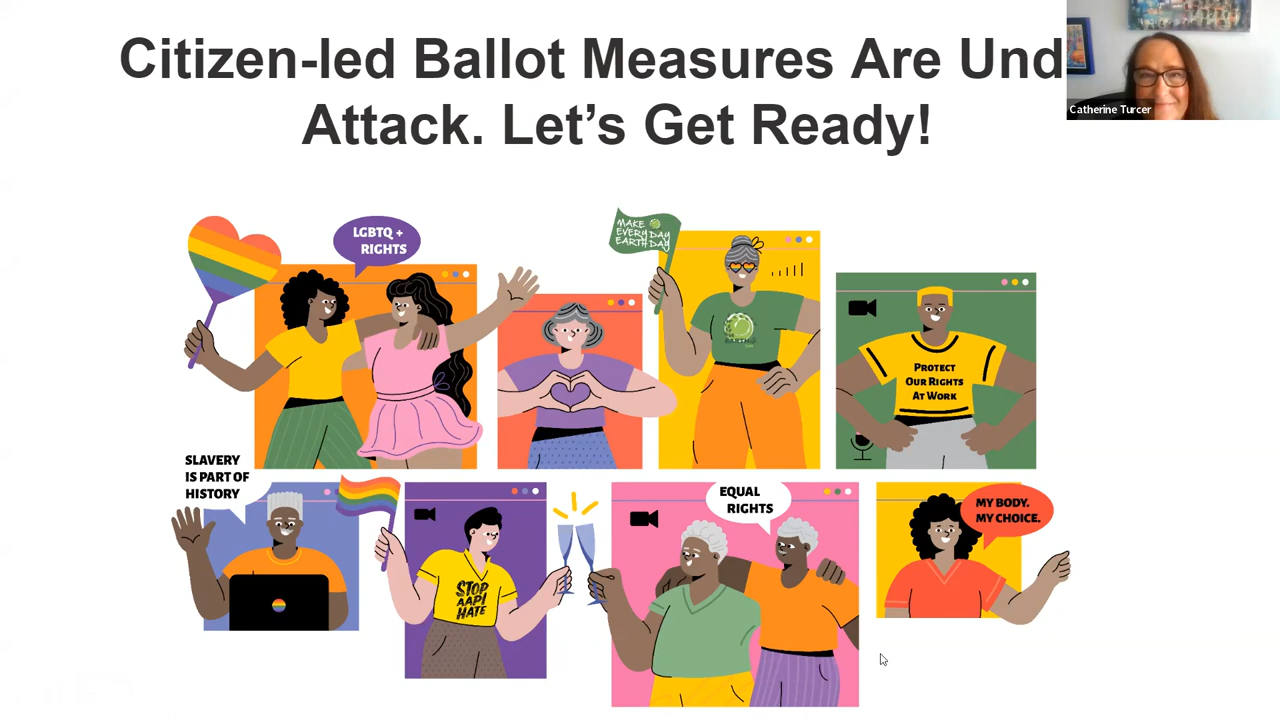 Citizen-led Ballot Measures Are Und
Attack. Let's Get Ready!
Catherine Turcer
LGBTQ +
RIGHTS
MAKE
EVERY DAY
EARTH DAY
PROTECT
OUR RIGHTS
AT WORK
SLAVERY
IS PART OF
HISTORY
STOP
AAPI
HATE
EQUAL
RIGHTS
MY BODY.
MY CHOICE.